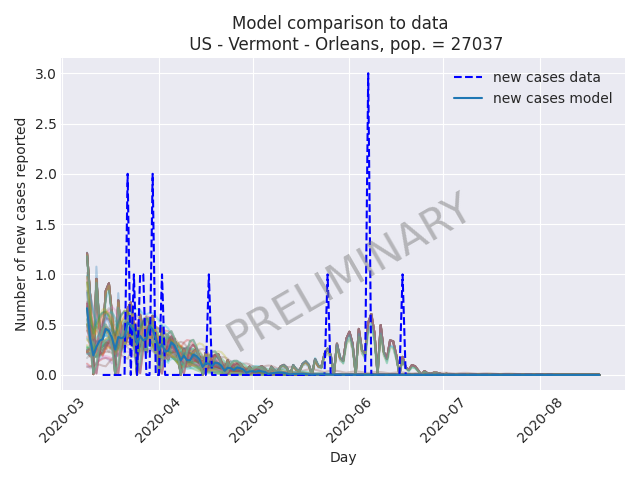 Model comparison to data
US - Vermont - Orleans, pop. = 27037
new cases data
new cases model
Number of new cases reported
3.0
2.5
2.0
1.5
1.0
0.5
0.0
PRELIMINARY
2020-03
2020-04
2020-05
2020-06
2020-07
2020-08
Day